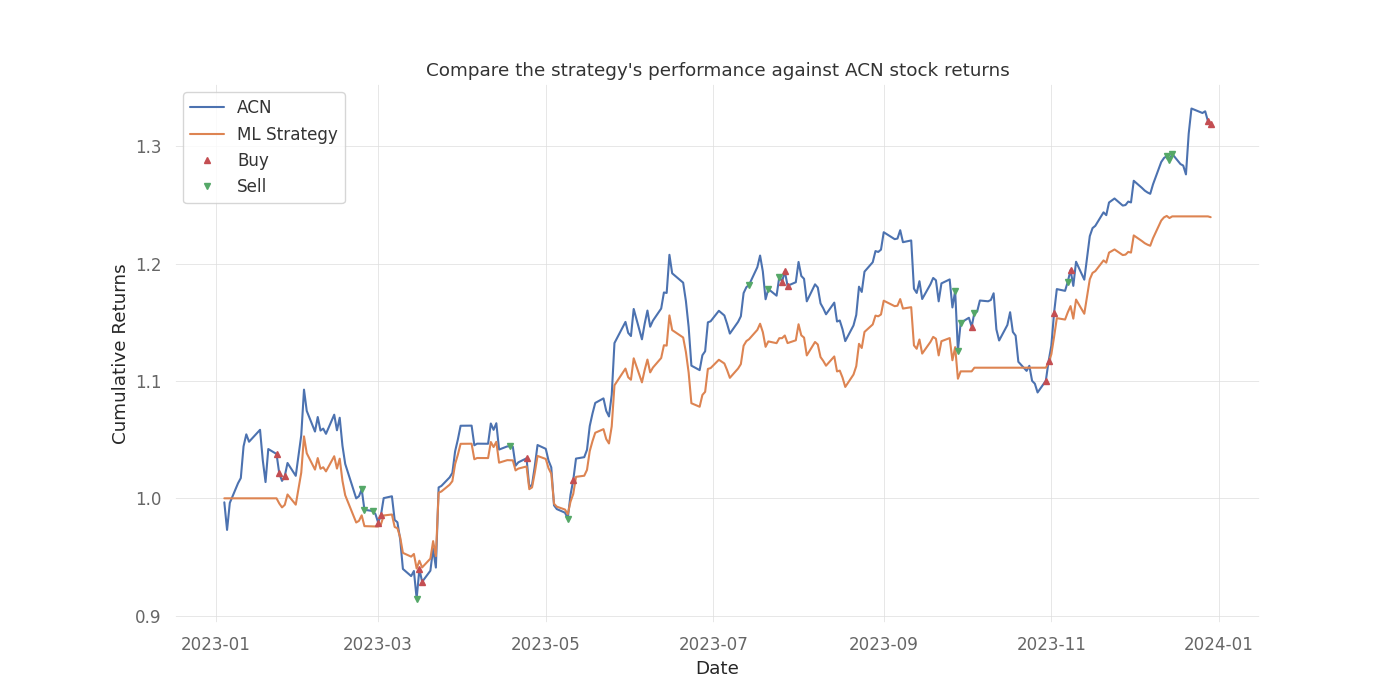 Compare the strategy's performance against ACN stock returns
ACN
ML Strategy
Buy
Sell
1.3
1.2
1.1
1.0
0.9
Cumulative Returns
2023-01 2023-03 2023-05 2023-07 2023-09 2023-11 2024-01
Date